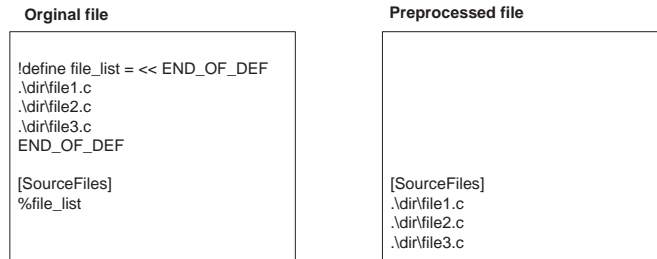 Orginal file
!define file_list = << END_OF_DEF
.\dir\file1.c
.\dir\file2.c
.\dir\file3.c
END_OF_DEF
[SourceFiles]
%file_list
Preprocessed file
[SourceFiles]
.\dir\file1.c
.\dir\file2.c
.\dir\file3.c